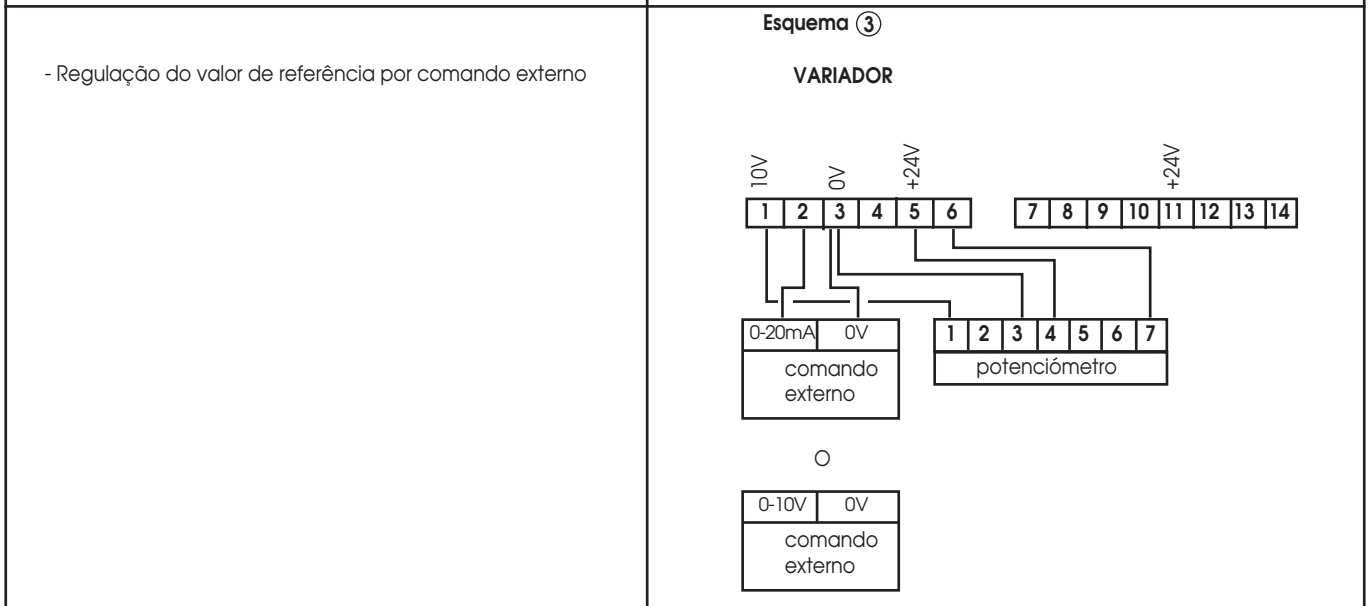 Esquema ③
- Regulação do valor de referência por comando externo
VARIADOR
10V 0V +24V +24V
1 2 3 4 5 6 7 8 9 10 11 12 13 14
0-20mA 0V 1 2 3 4 5 6 7
comando potenciómetro
externo
O
0-10V 0V
comando
externo